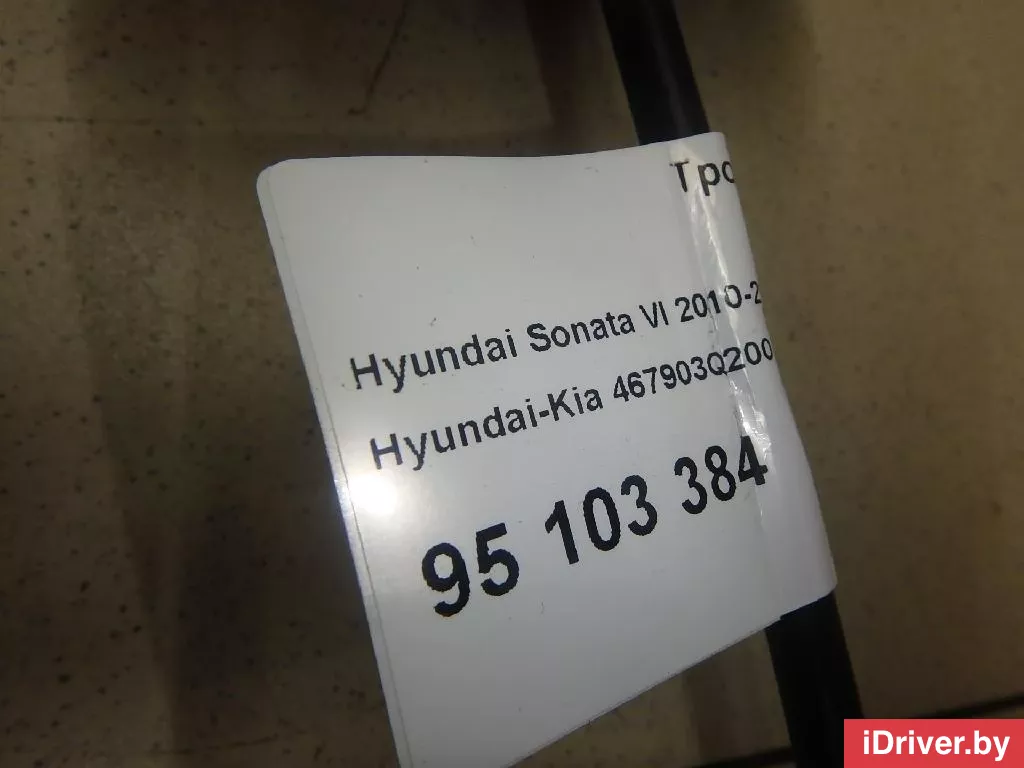 Тро
Hyundai Sonata VI 2010-2
Hyundai-Kia 467903Q200
95 103 384
iDriver.by